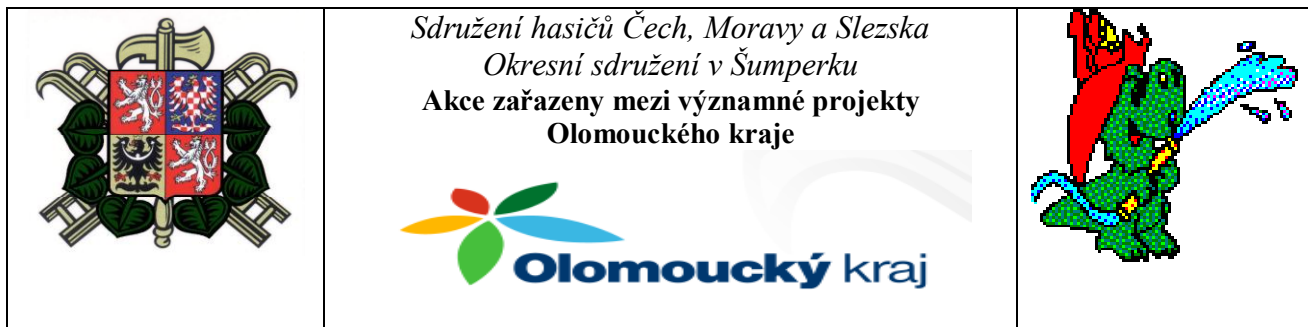 Sdružení hasičů Čech, Moravy a Slezska
Okresní sdružení v Šumperku
Akce zařazeny mezi významné projekty
Olomouckého kraje
Olomoucký kraj